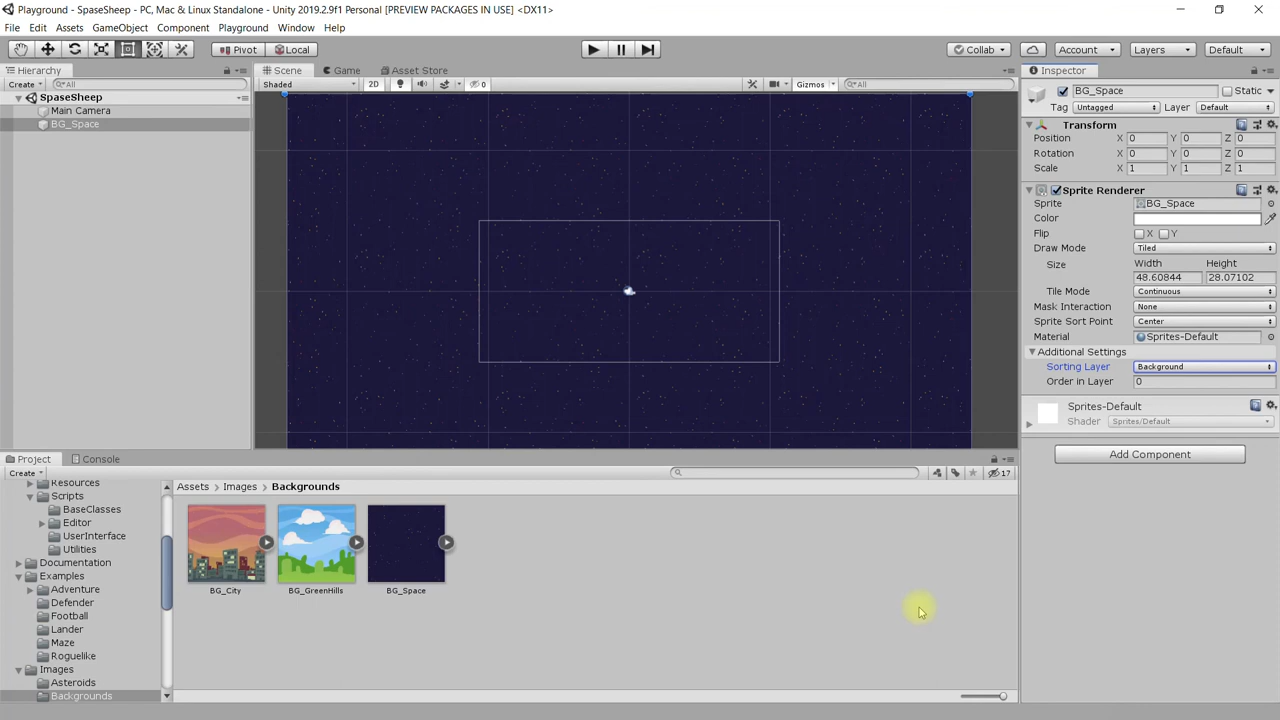 Playground - SpaseSheep - PC, Mac & Linux Standalone - Unity 2019.2.9f1 Personal [PREVIEW PACKAGES IN USE] <DX11>
File Edit Assets GameObject Component Playground Window Help
Pivot Local Collab Account Layers Default
Hierarchy
Create All
SpaseSheep
Main Camera
BG_Space
Scene Game Asset Store
Shaded 2D 0 Gizmos All
Inspector
BG_Space Static
Tag Untagged Layer Default
Transform
Position X 0 Y 0 Z 0
Rotation X 0 Y 0 Z 0
Scale X 1 Y 1 Z 1
Sprite Renderer
Sprite BG_Space
Color
Flip X Y
Draw Mode Tiled
Width Height
Size
48.60844 28.07102
Tile Mode Continuous
Mask Interaction None
Sprite Sort Point Center
Material Sprites-Default
Additional Settings
Sorting Layer Background
Order in Layer 0
Sprites-Default
Shader Sprites/Default
Add Component
Project Console
Create 17
Resources
Scripts
BaseClasses
Editor
UserInterface
Utilities
Documentation
Examples
Adventure
Defender
Football
Lander
Maze
Roguelike
Images
Asteroids
Backgrounds
Assets Images Backgrounds
BG_City BG_GreenHills BG_Space